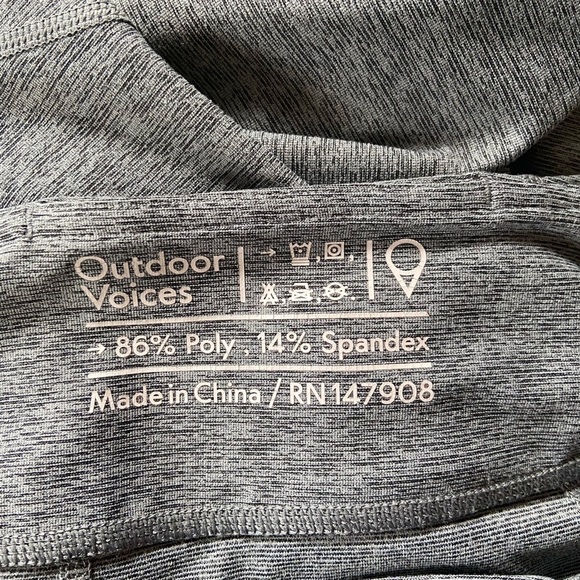 Outdoor
Voices
→ 86% Poly , 14% Spandex
Made in China / RN147908